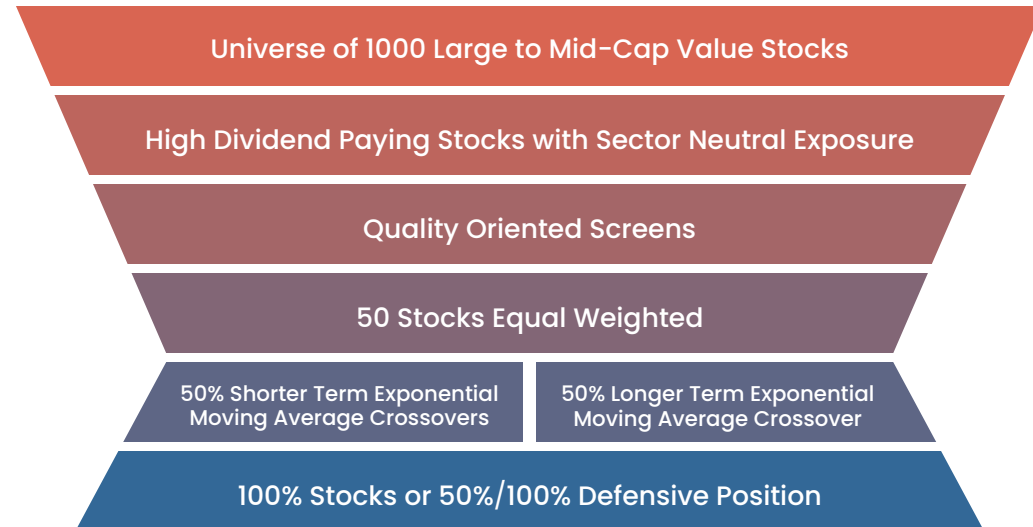 Universe of 1000 Large to Mid-Cap Value Stocks
High Dividend Paying Stocks with Sector Neutral Exposure
Quality Oriented Screens
50 Stocks Equal Weighted
50% Shorter Term Exponential
Moving Average Crossovers
50% Longer Term Exponential
Moving Average Crossover
100% Stocks or 50%/100% Defensive Position